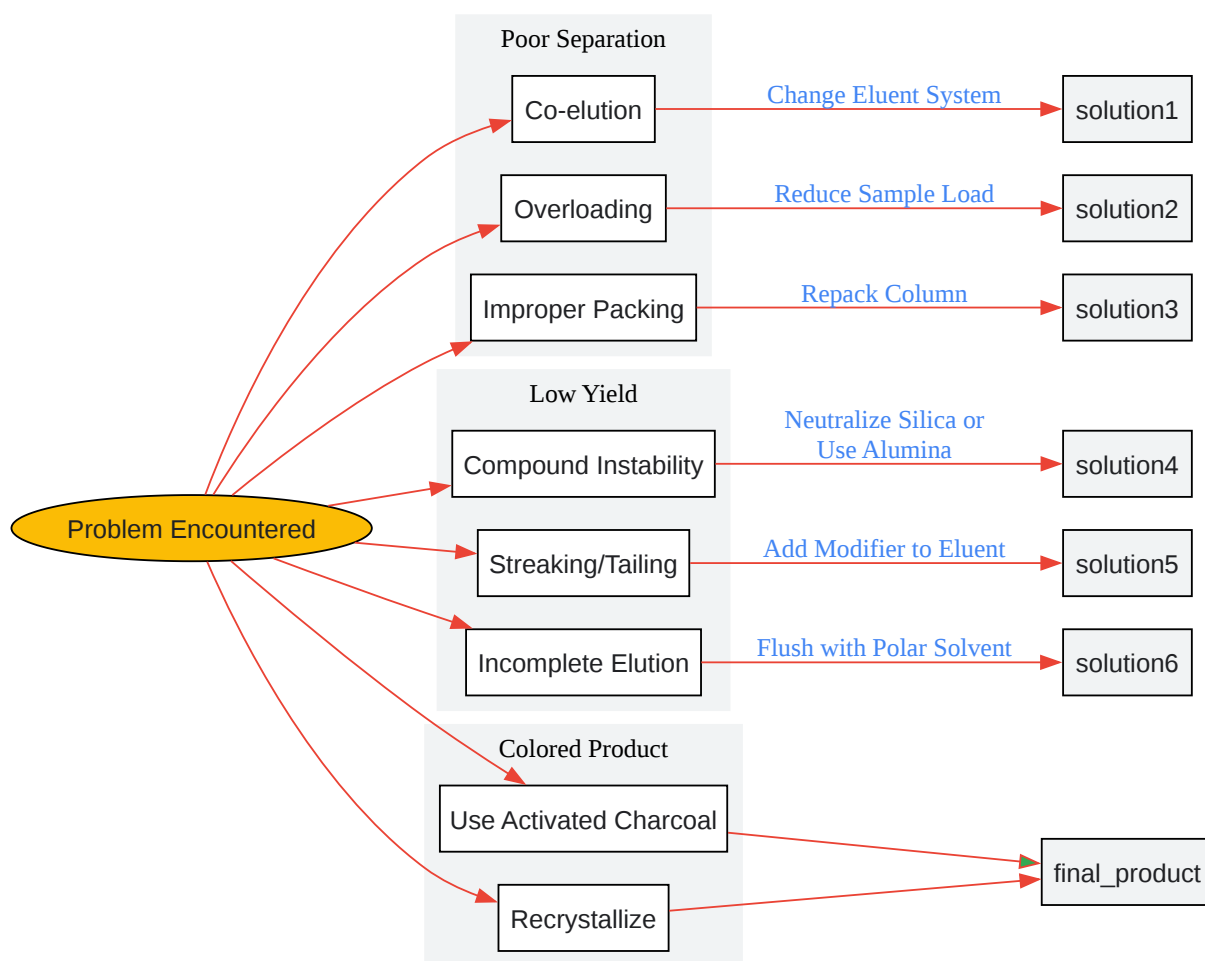 Poor Separation
Co-elution
Change Eluent System
solution1
Overloading
Reduce Sample Load
solution2
Improper Packing
Repack Column
solution3
Low Yield
Compound Instability
Neutralize Silica or
Use Alumina
solution4
Problem Encountered
Streaking/Tailing
Add Modifier to Eluent
solution5
Incomplete Elution
Flush with Polar Solvent
solution6
Colored Product
Use Activated Charcoal
final_product
Recrystallize